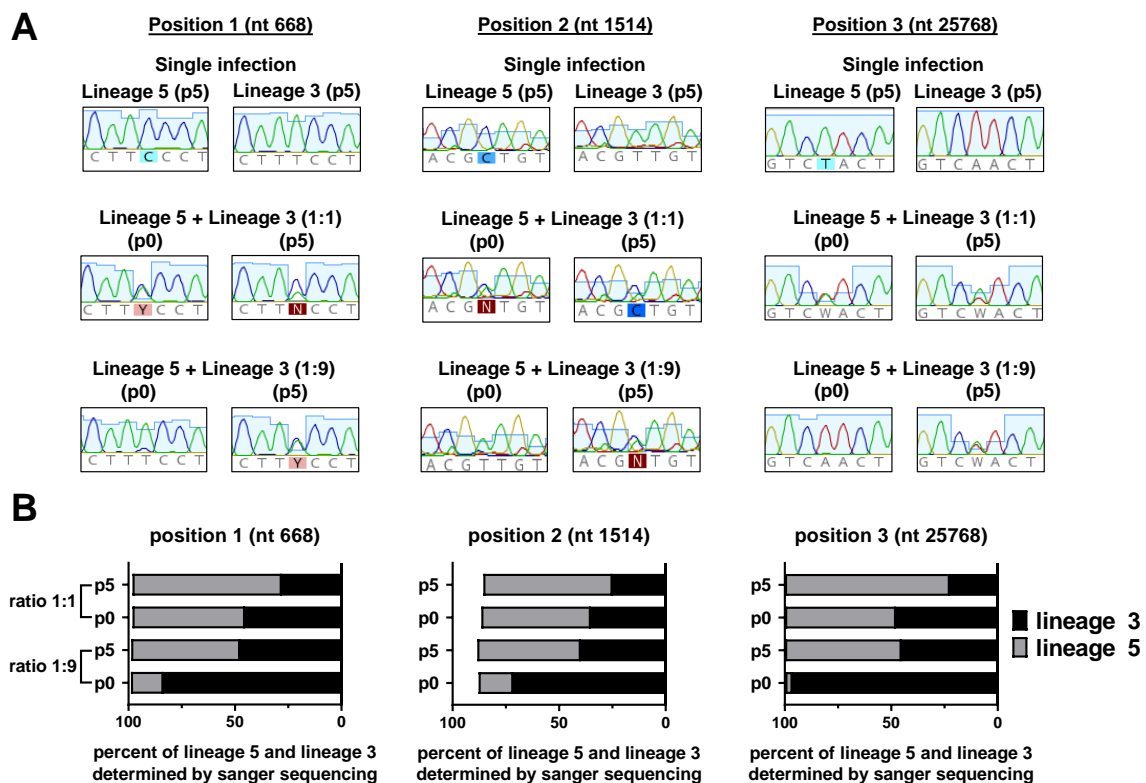 A
Position 1 (nt 668)
Position 2 (nt 1514)
Position 3 (nt 25768)
Single infection
Single infection
Single infection
Lineage 5 (p5)
Lineage 3 (p5)
Lineage 5 (p5)
Lineage 3 (p5)
Lineage 5 (p5)
Lineage 3 (p5)
C T T C C C T
C T T T C C T
A C G C T G T
A C G T T G T
G T C T A C T
G T C A A C T
Lineage 5 + Lineage 3 (1:1)
Lineage 5 + Lineage 3 (1:1)
Lineage 5 + Lineage 3 (1:1)
(p0)
(p5)
(p0)
(p5)
(p0)
(p5)
C T T Y C C T
C T T N C C T
A C G N T G T
A C G C T G T
G T C W A C T
G T C W A C T
Lineage 5 + Lineage 3 (1:9)
Lineage 5 + Lineage 3 (1:9)
Lineage 5 + Lineage 3 (1:9)
(p0)
(p5)
(p0)
(p5)
(p0)
(p5)
C T T T C C T
C T T Y C C T
A C G T T G T
A C G N T G T
G T C A A C T
G T C W A C T
B
position 1 (nt 668)
position 2 (nt 1514)
position 3 (nt 25768)
ratio 1:1
p5
p0
ratio 1:9
p5
p0
100
50
0
percent of lineage 5 and lineage 3
determined by sanger sequencing
p5
p0
p5
p0
100
50
0
percent of lineage 5 and lineage 3
determined by sanger sequencing
p5
p0
p5
p0
100
50
0
percent of lineage 5 and lineage 3
determined by sanger sequencing
lineage 3
lineage 5